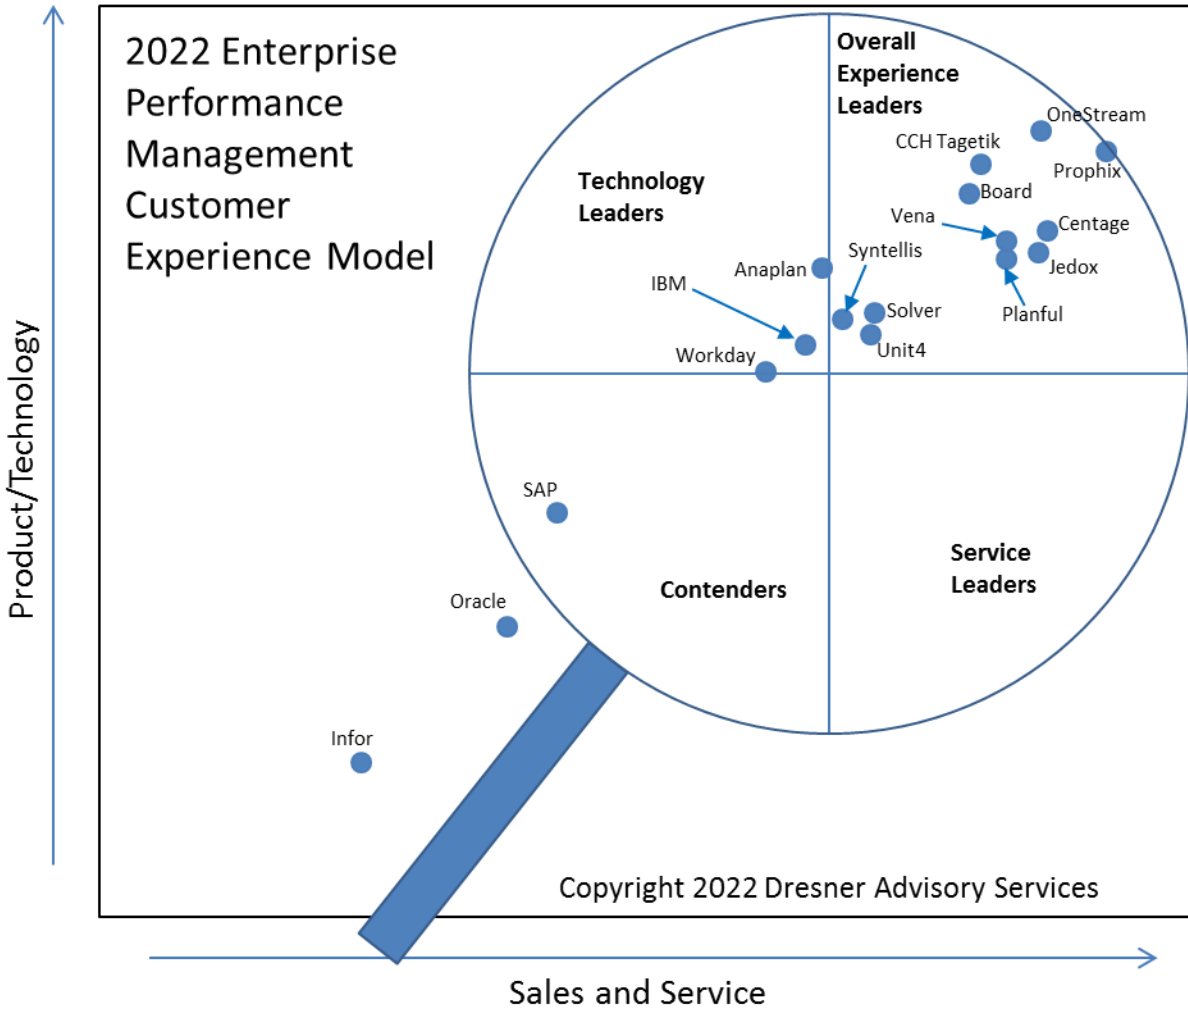 2022 Enterprise
Performance
Management
Customer
Experience Model
Overall
Experience
Leaders
OneStream
CCH Tagetik
Prophix
Technology
Leaders
Board
Vena
Centage
Syntellis
Anaplan
Jedox
IBM
Solver
Planful
Unit4
Workday
SAP
Service
Leaders
Contenders
Oracle
Infor
Copyright 2022 Dresner Advisory Services
Product/Technology
Sales and Service